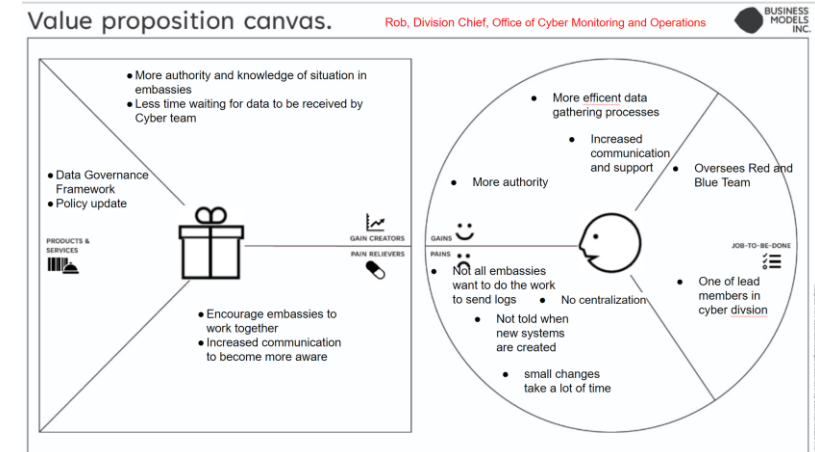 Value proposition canvas.
Rob, Division Chief, Office of Cyber Monitoring and Operations
BUSINESS
MODELS
INC.
● More authority and knowledge of situation in
embassies
● Less time waiting for data to be received by
Cyber team
● Data Governance
Framework
● Policy update
PRODUCTS &
SERVICES
GAIN CREATORS
PAIN RELIEVERS
● Encourage embassies to
work together
● Increased communication
to become more aware
● More efficent data
gathering processes
● Increased
communication
and support
● More authority
GAINS
PAINS
● Not all embassies
want to do the work
to send logs
● No centralization
● Not told when
new systems
are created
● small changes
take a lot of time
● Oversees Red and
Blue Team
JOB-TO-BE-DONE
● One of lead
members in
cyber divsion